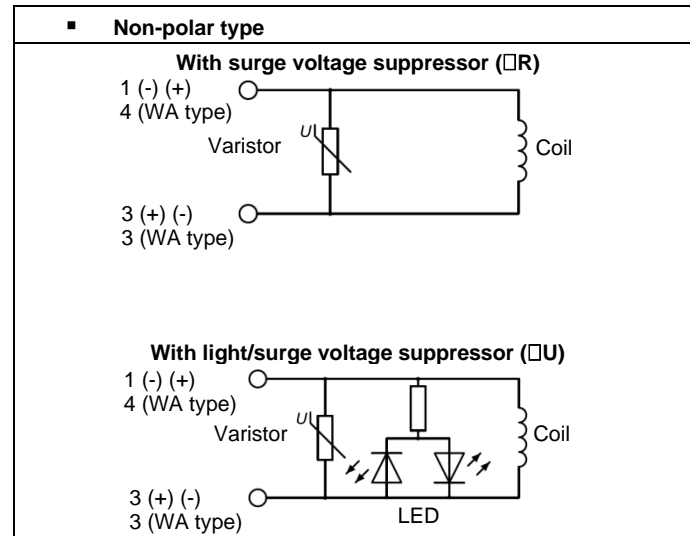 ▪ Non-polar type
With surge voltage suppressor (□R)
1 (-) (+)
4 (WA type)
U
Varistor
Coil
3 (+) (-)
3 (WA type)
With light/surge voltage suppressor (□U)
1 (-) (+)
4 (WA type)
U
Varistor
Coil
3 (+) (-)
3 (WA type)
LED